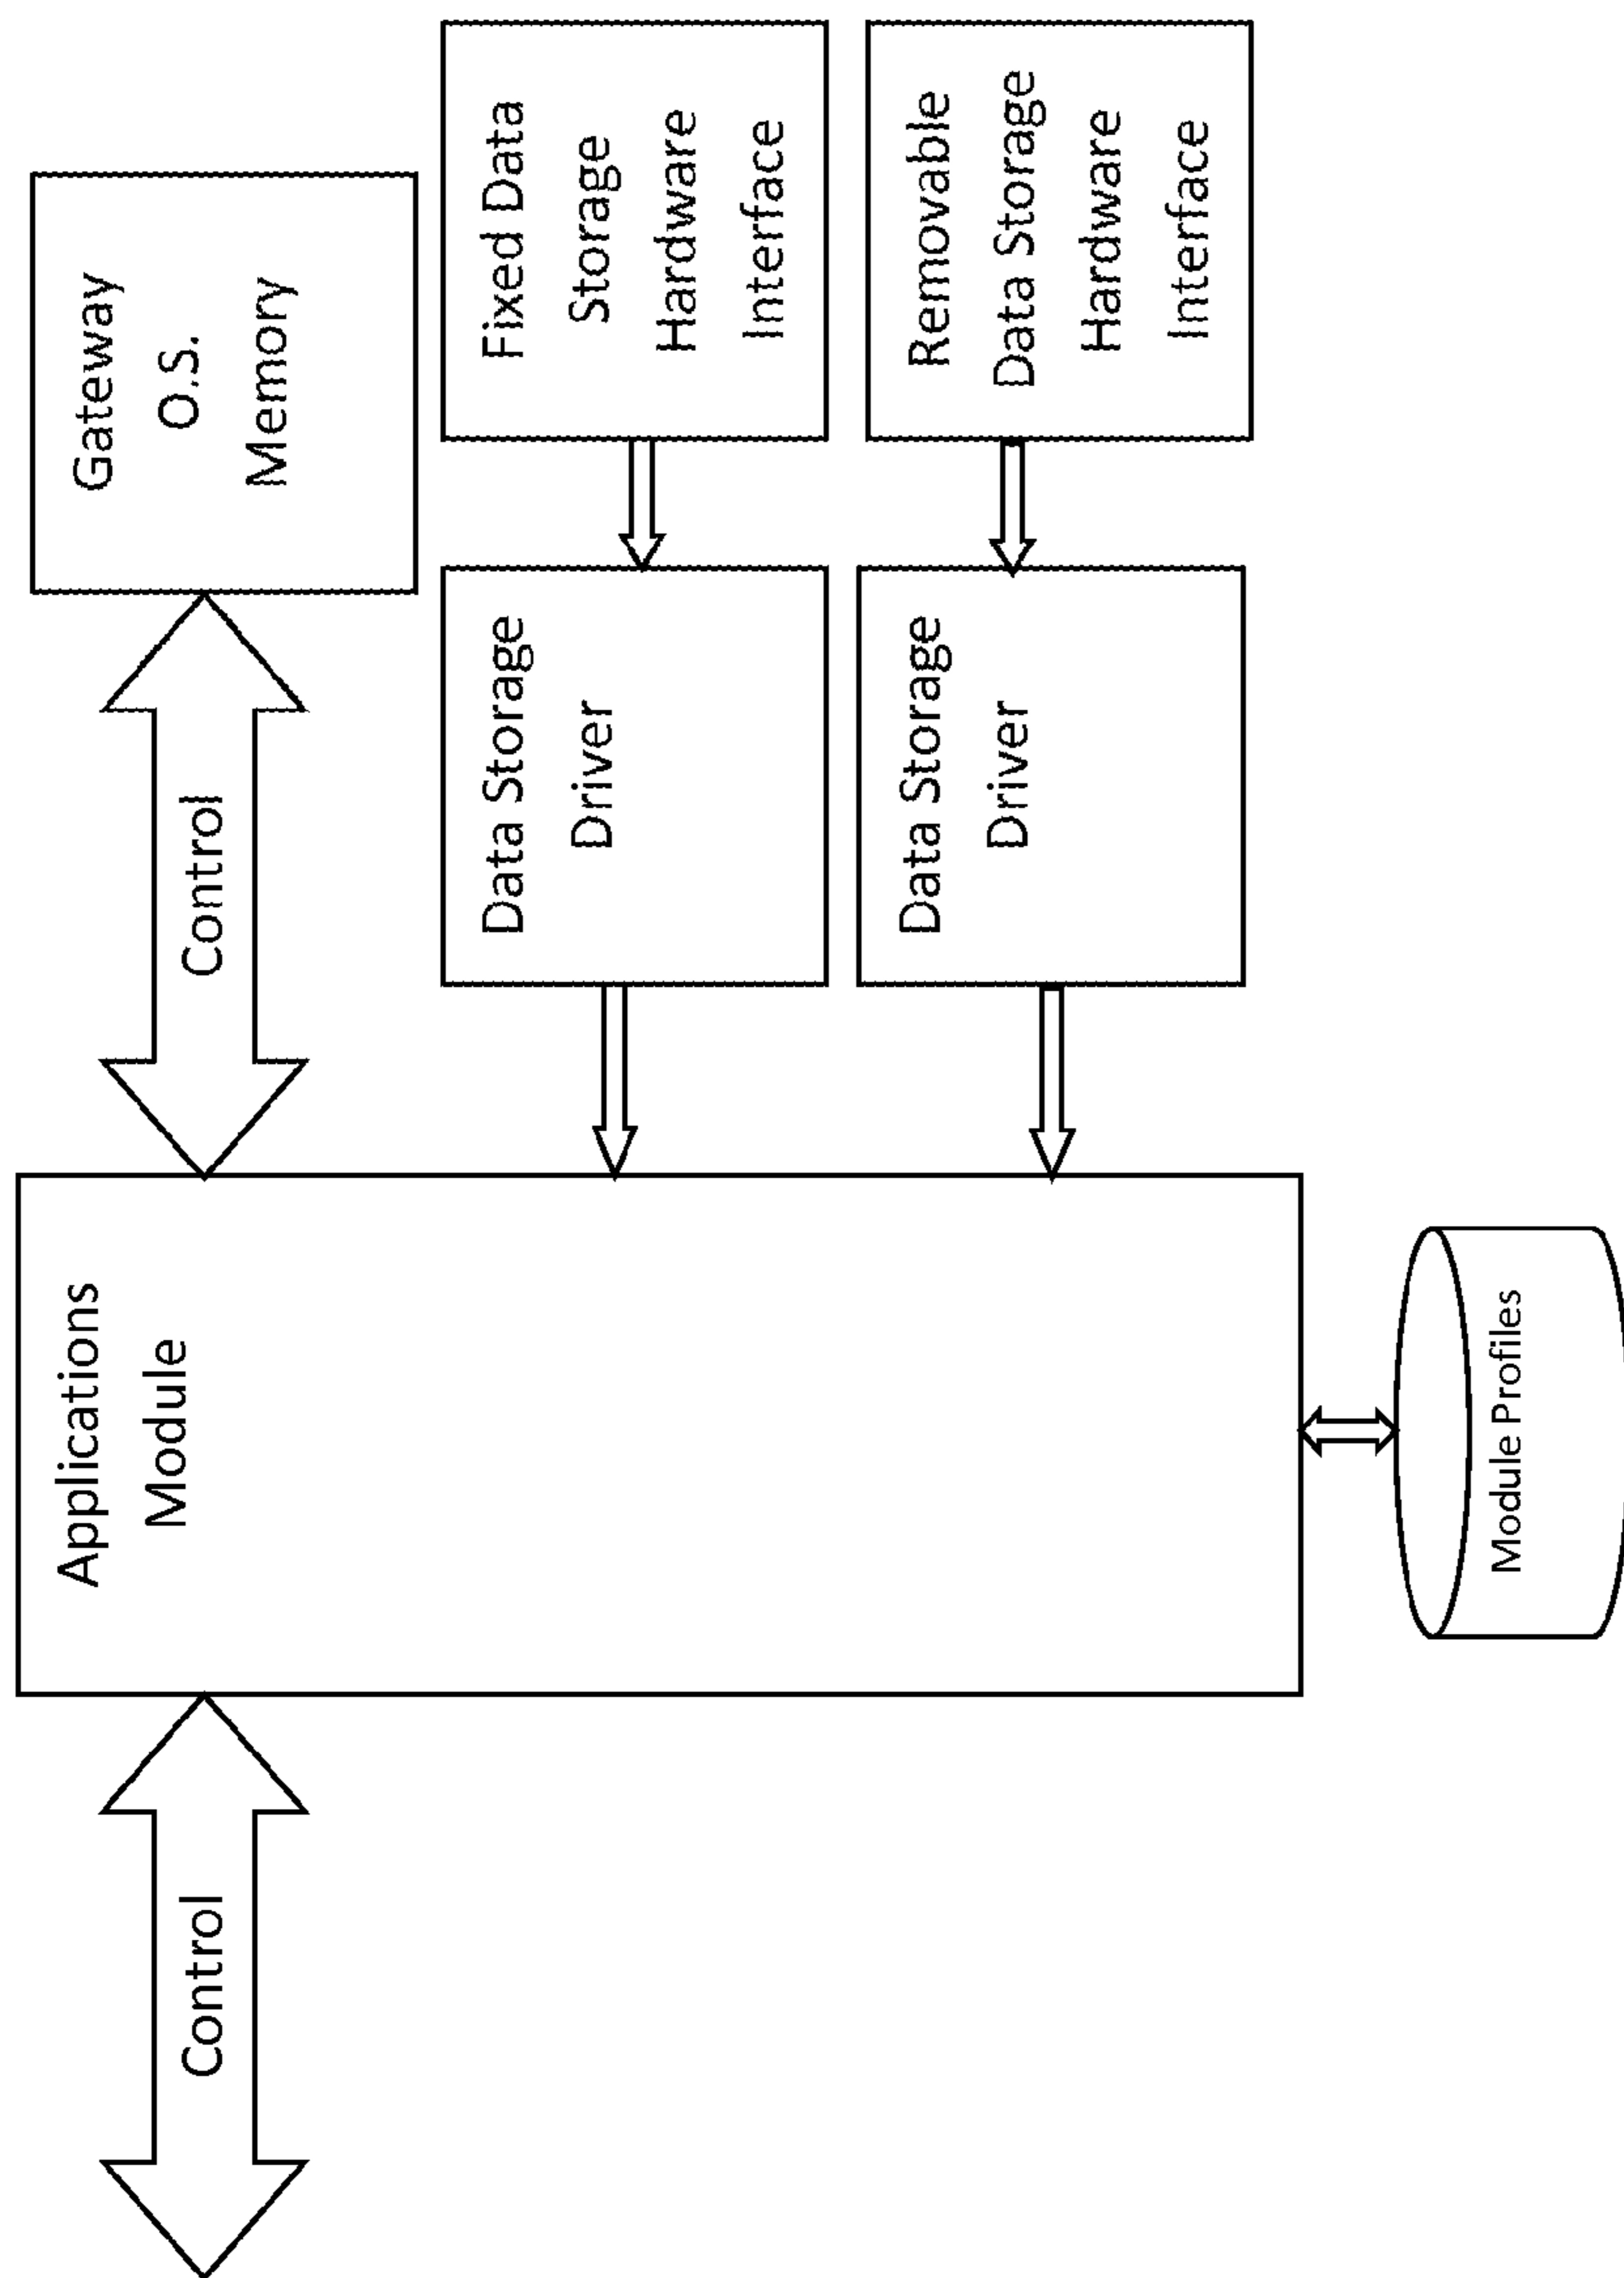 Control
Applications
Module
Control
Gateway
O.S.
Memory
Data Storage
Driver
Fixed Data
Storage
Hardware
Interface
Data Storage
Driver
Removable
Data Storage
Hardware
Interface
Module Profiles